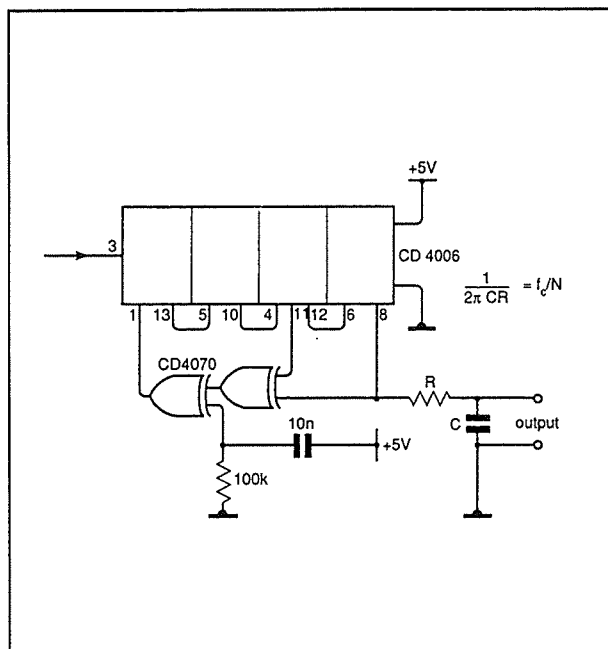 +5V
3
CD 4006
1 / 2π CR = fc/N
1 13 5 10 4 11 12 6 8
CD4070
R
C output
10n
+5V
100k